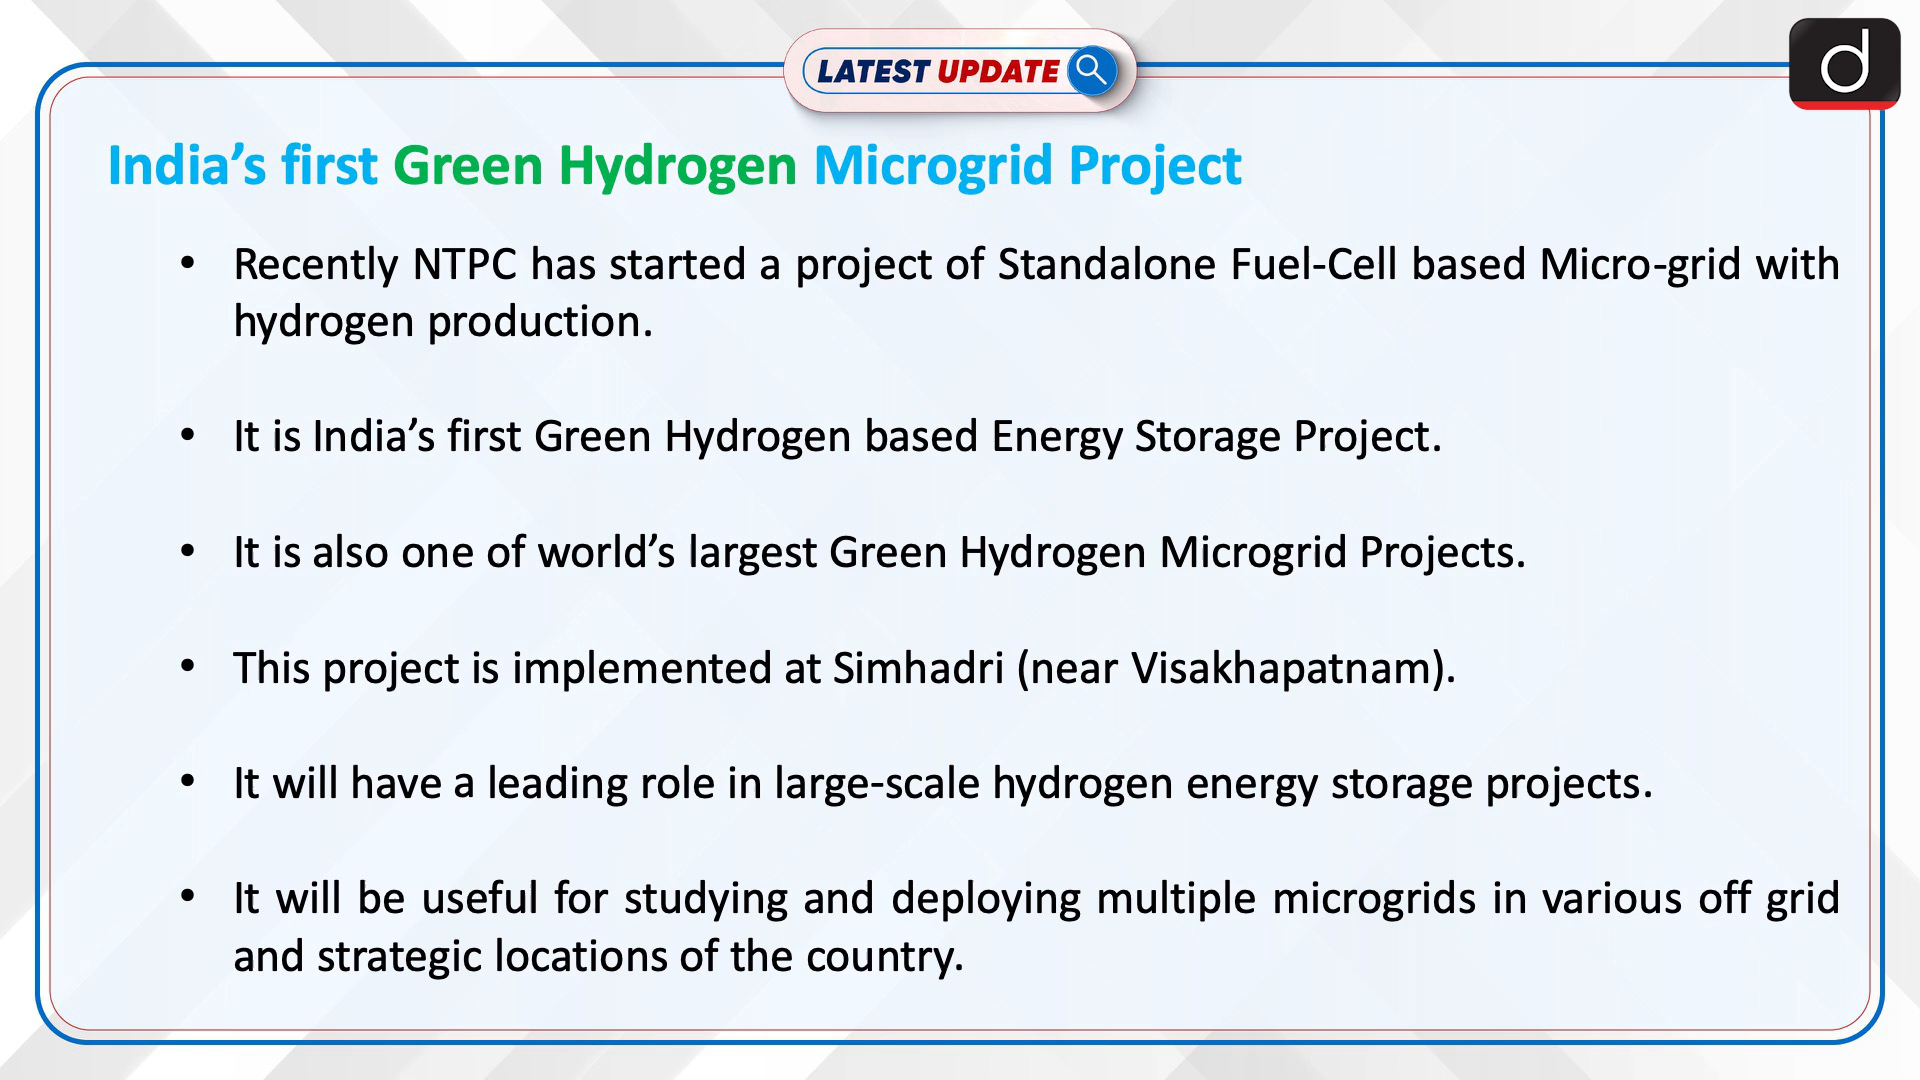 LATEST UPDATE
d
India’s first Green Hydrogen Microgrid Project
• Recently NTPC has started a project of Standalone Fuel-Cell based Micro-grid with
hydrogen production.
• It is India’s first Green Hydrogen based Energy Storage Project.
• It is also one of world’s largest Green Hydrogen Microgrid Projects.
• This project is implemented at Simhadri (near Visakhapatnam).
• It will have a leading role in large-scale hydrogen energy storage projects.
• It will be useful for studying and deploying multiple microgrids in various off grid
and strategic locations of the country.